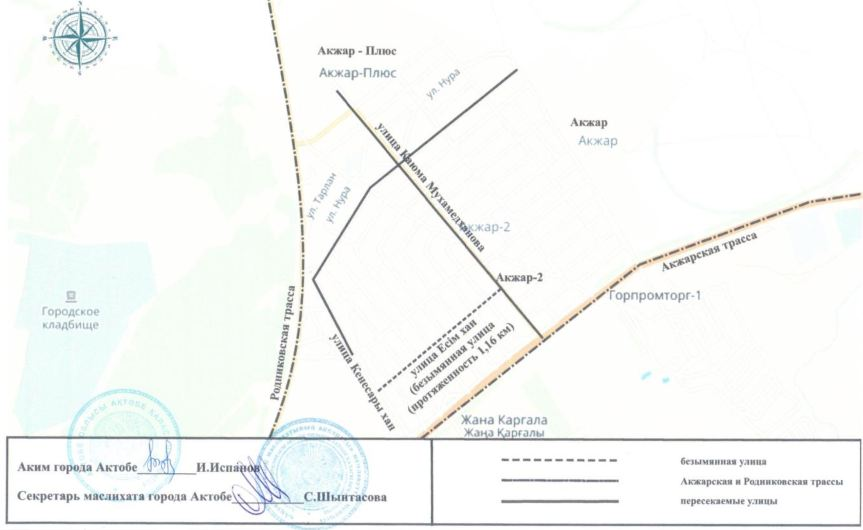 Акжар - Плюс
Акжар-Плюс
ул. Нура
Акжар
Акжар
улица Каюма Мухамедханова
ул. Тарлан
ул. Нура
Акжар-2
Акжарская трасса
Акжар-2
Горпромторг-1
Городское
кладбище
Родниковская трасса
улица Есім хан
(безымянная улица
(протяженность 1,16 км)
улица Кенесары хан
Жана Каргала
Жаңа Қарғалы
Аким города Актобе И.Испанов
Секретарь маслихата города Актобе С.Шынтасова
безымянная улица
Акжарская и Родниковская трассы
пересекаемые улицы